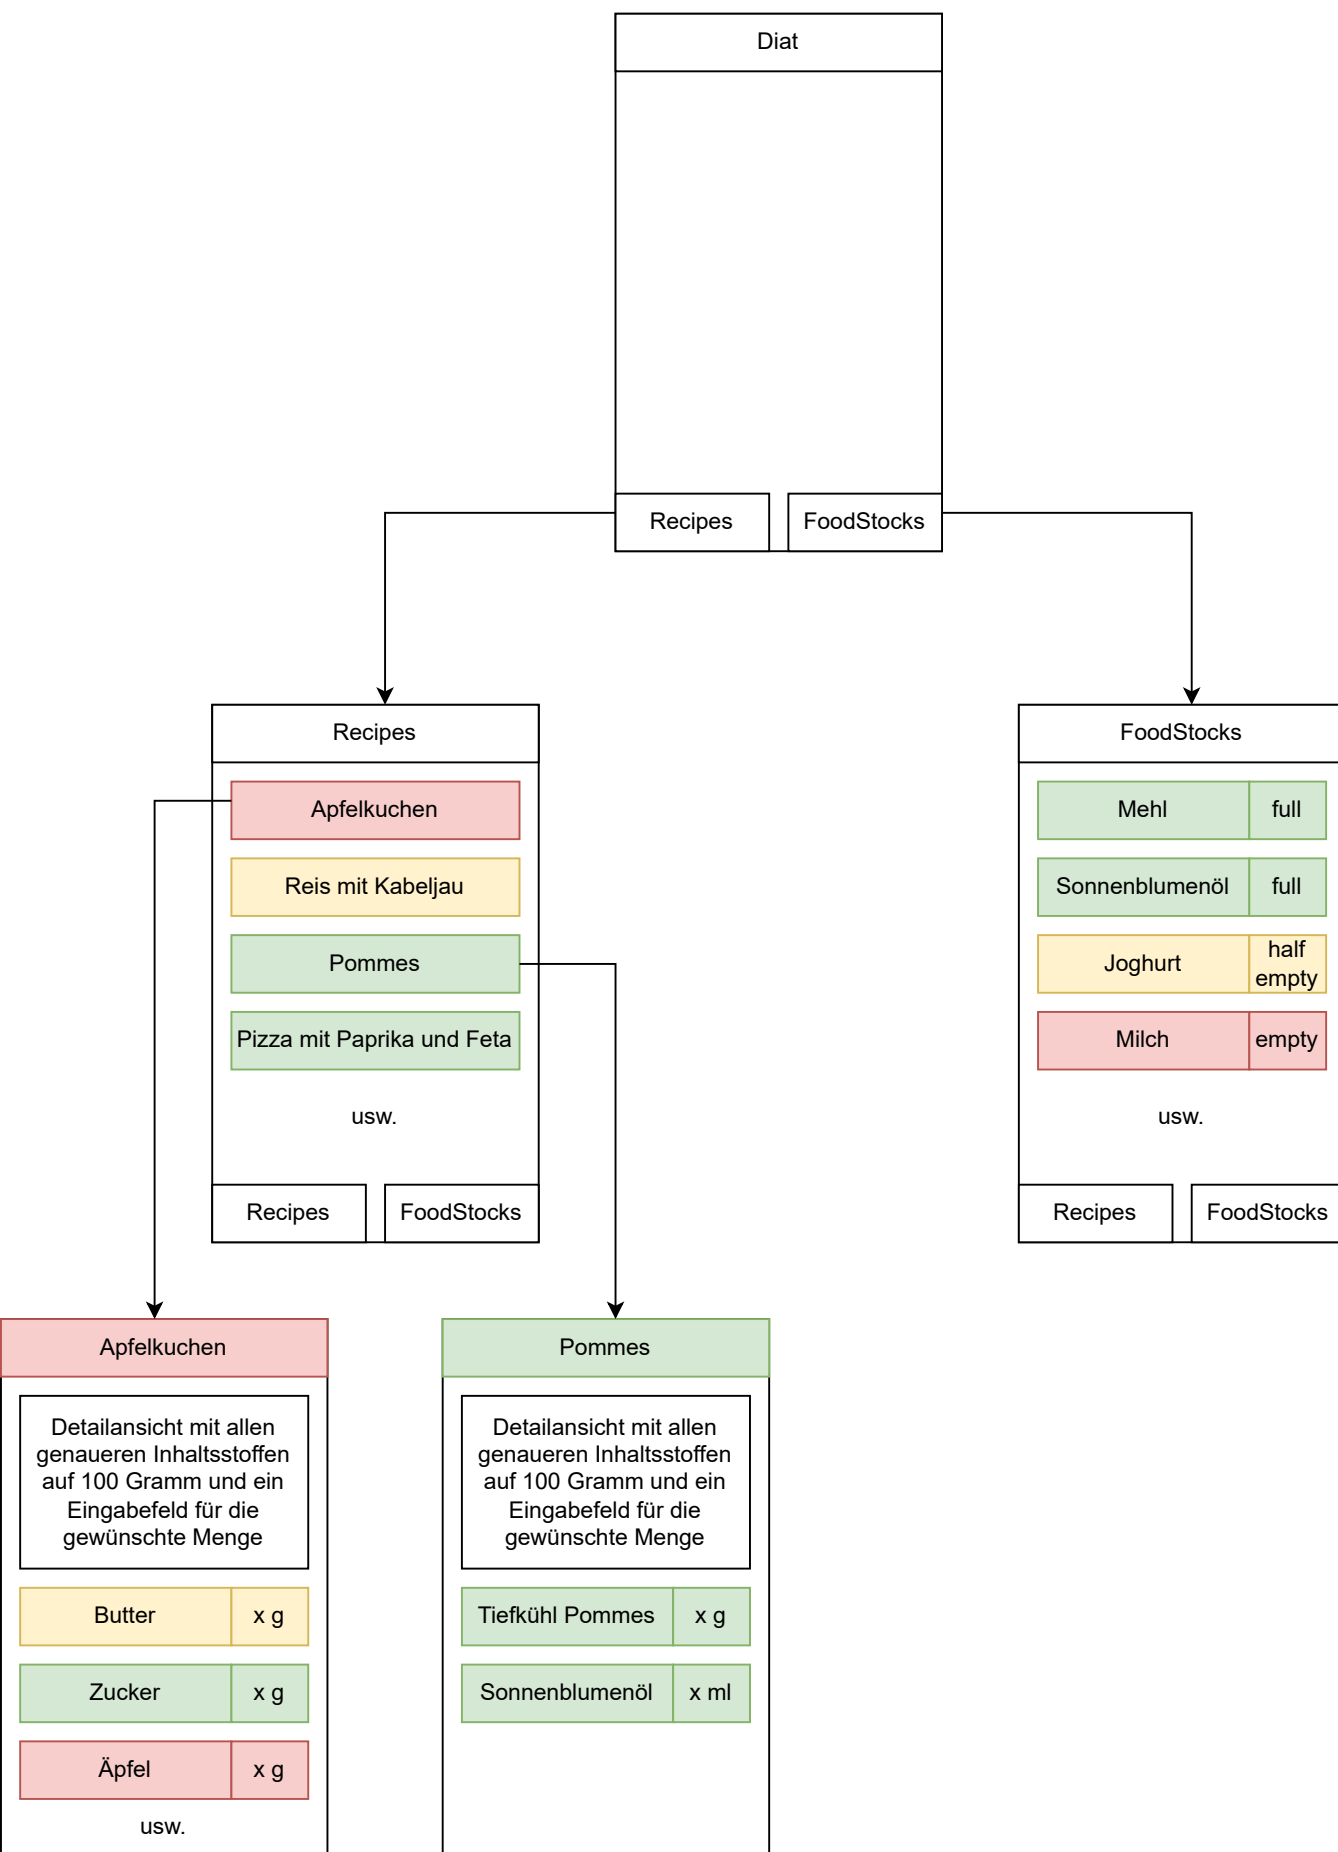 Diat
Recipes
FoodStocks
Recipes
Apfelkuchen
Reis mit Kabeljau
Pommes
Pizza mit Paprika und Feta
usw.
Recipes
FoodStocks
FoodStocks
Mehl
full
Sonnenblumenöl
full
Joghurt
half
empty
Milch
empty
usw.
Recipes
FoodStocks
Apfelkuchen
Detailansicht mit allen
genaueren Inhaltsstoffen
auf 100 Gramm und ein
Eingabefeld für die
gewünschte Menge
Butter
x g
Zucker
x g
Äpfel
x g
usw.
Pommes
Detailansicht mit allen
genaueren Inhaltsstoffen
auf 100 Gramm und ein
Eingabefeld für die
gewünschte Menge
Tiefkühl Pommes
x g
Sonnenblumenöl
x ml